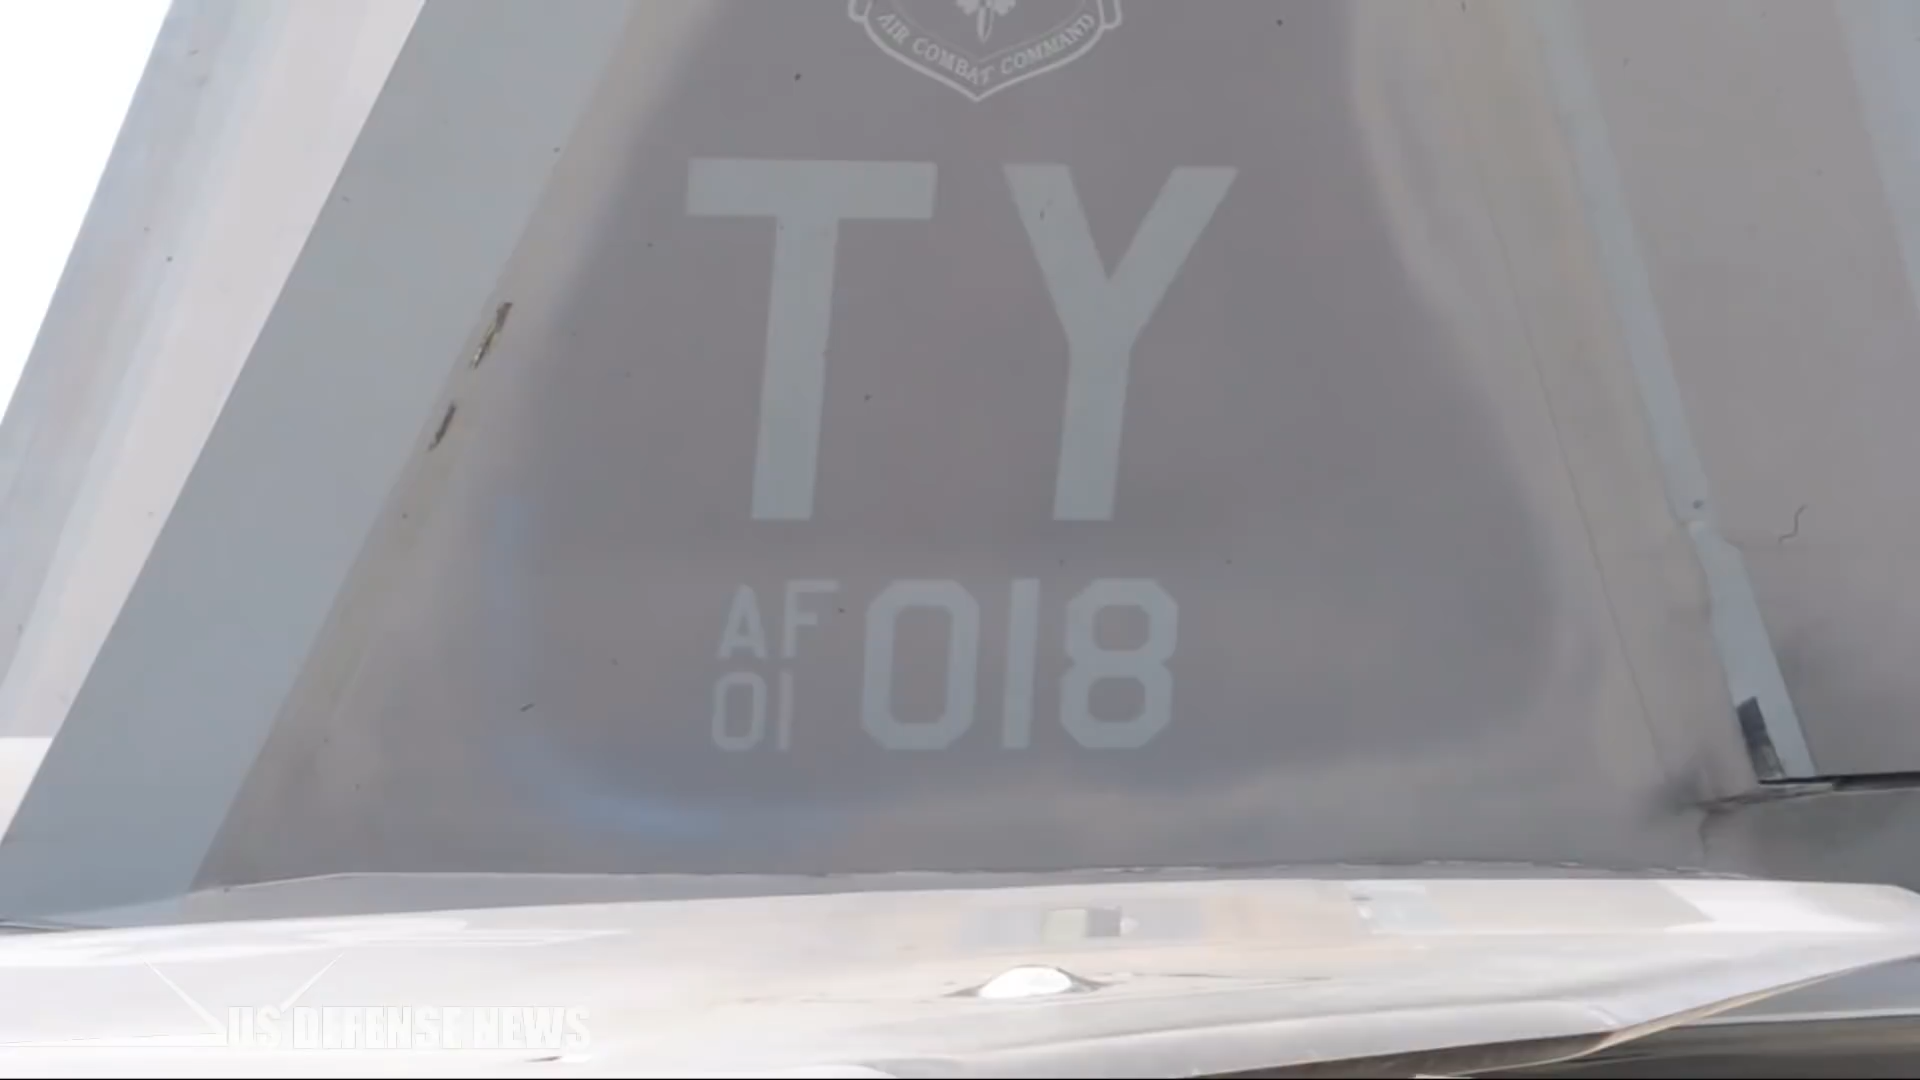 AIR COMBAT COMMAND
TY
AF
01
018
US DEFENSE NEWS